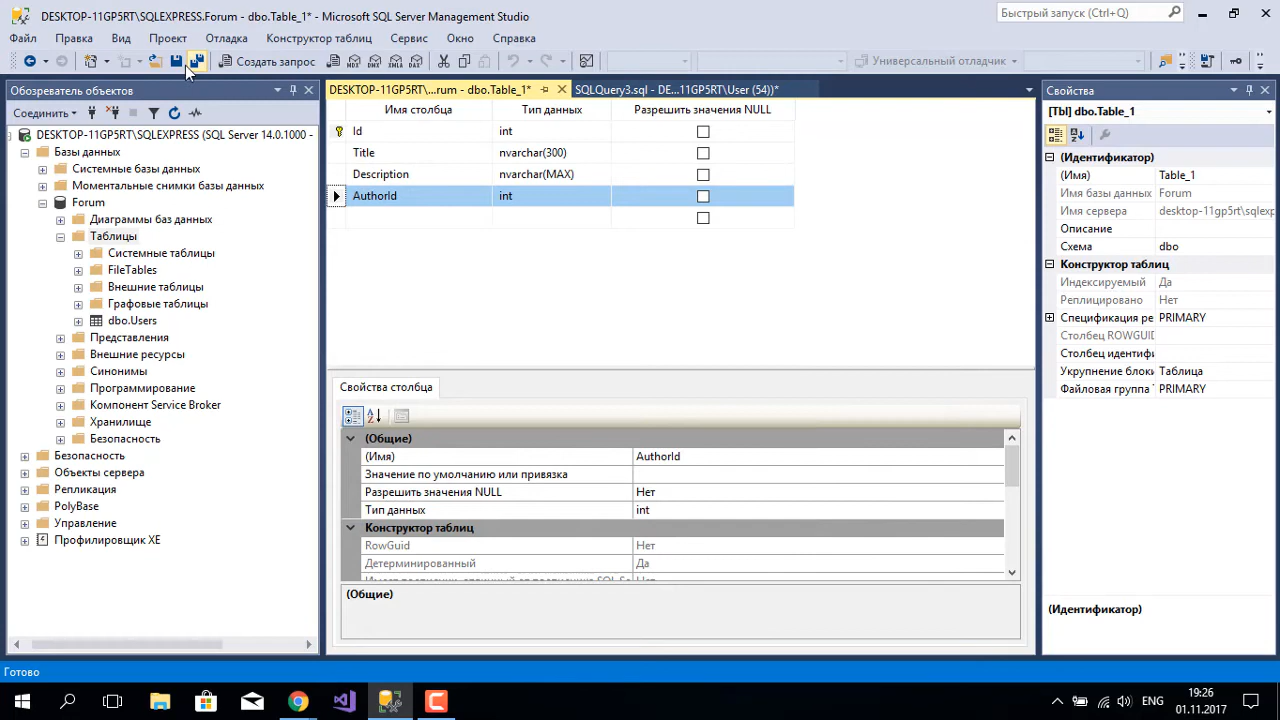 DESKTOP-11GP5RT\SQLEXPRESS.Forum - dbo.Table_1* - Microsoft SQL Server Management Studio
Быстрый запуск (Ctrl+Q)
Файл Правка Вид Проект Отладка Конструктор таблиц Сервис Окно Справка
Создать запрос
Универсальный отладчик
Обозреватель объектов
Соединить
DESKTOP-11GP5RT\SQLEXPRESS (SQL Server 14.0.1000 -
Базы данных
Системные базы данных
Моментальные снимки базы данных
Forum
Диаграммы баз данных
Таблицы
Системные таблицы
FileTables
Внешние таблицы
Графовые таблицы
dbo.Users
Представления
Внешние ресурсы
Синонимы
Программирование
Компонент Service Broker
Хранилище
Безопасность
Безопасность
Объекты сервера
Репликация
PolyBase
Управление
Профилировщик XE
DESKTOP-11GP5RT\...rum - dbo.Table_1*
SQLQuery3.sql - DE...11GP5RT\User (54))*
Имя столбца Тип данных Разрешить значения NULL
Id int
Title nvarchar(300)
Description nvarchar(MAX)
AuthorId int
Свойства столбца
(Общие)
(Имя) AuthorId
Значение по умолчанию или привязка
Разрешить значения NULL Нет
Тип данных int
Конструктор таблиц
RowGuid Нет
Детерминированный Да
(Общие)
Свойства
[Tbl] dbo.Table_1
(Идентификатор)
(Имя) Table_1
Имя базы данных Forum
Имя сервера desktop-11gp5rt\sqlexp
Описание
Схема dbo
Конструктор таблиц
Индексируемый Да
Реплицировано Нет
Спецификация ре PRIMARY
Столбец ROWGUID
Столбец идентифи
Укрупнение блоки Таблица
Файловая группа PRIMARY
(Идентификатор)
Готово
ENG
19:26
01.11.2017